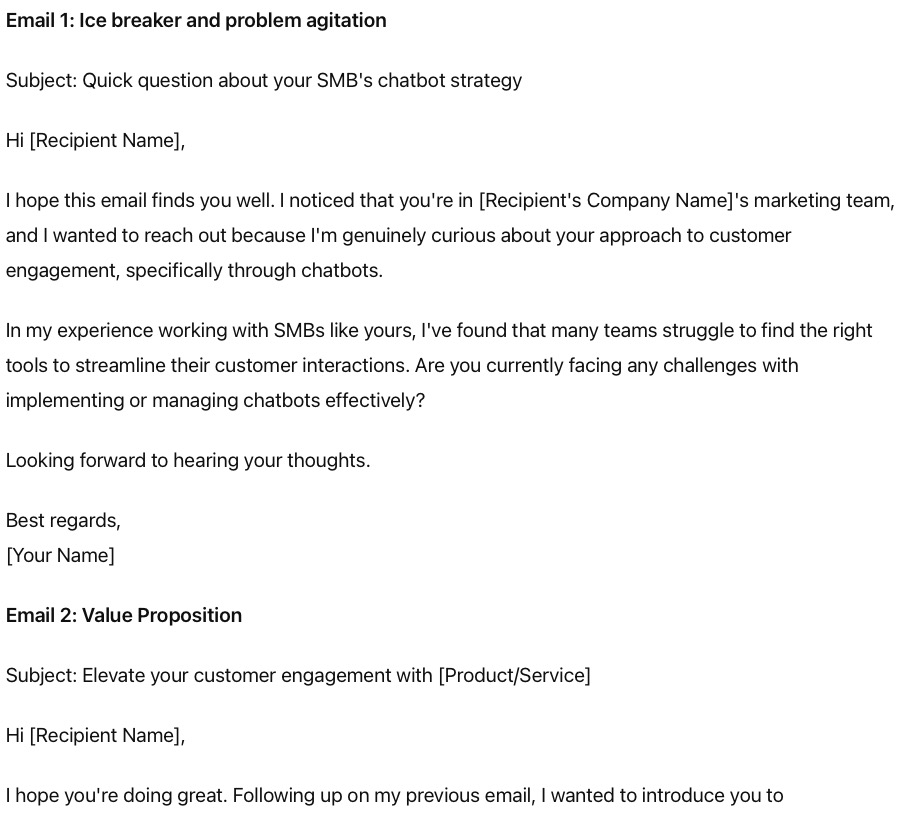 Email 1: Ice breaker and problem agitation
Subject: Quick question about your SMB's chatbot strategy
Hi [Recipient Name],
I hope this email finds you well. I noticed that you're in [Recipient's Company Name]'s marketing team,
and I wanted to reach out because I'm genuinely curious about your approach to customer
engagement, specifically through chatbots.
In my experience working with SMBs like yours, I've found that many teams struggle to find the right
tools to streamline their customer interactions. Are you currently facing any challenges with
implementing or managing chatbots effectively?
Looking forward to hearing your thoughts.
Best regards,
[Your Name]
Email 2: Value Proposition
Subject: Elevate your customer engagement with [Product/Service]
Hi [Recipient Name],
I hope you're doing great. Following up on my previous email, I wanted to introduce you to